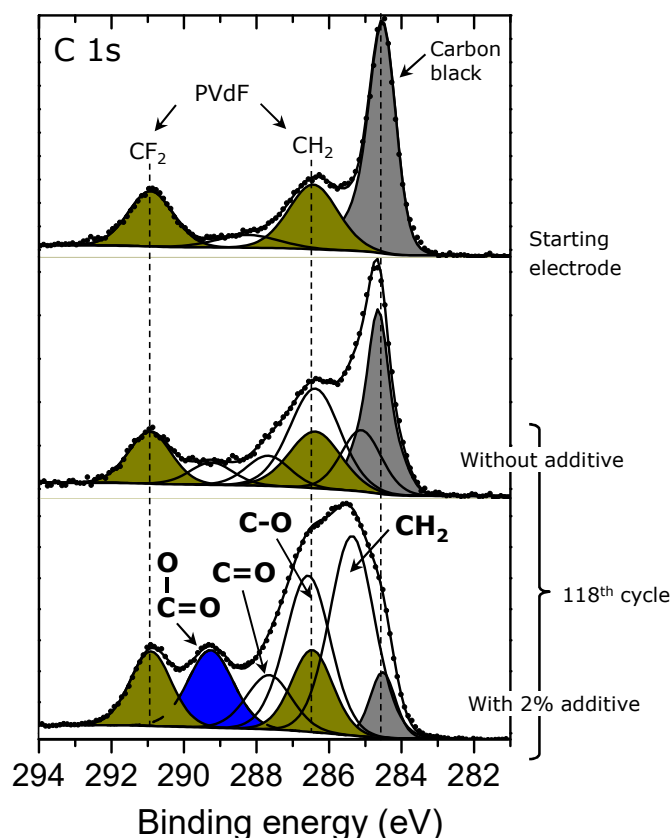 C 1s
Carbon
black
PVdF
CF₂
CH₂
Starting
electrode
Without additive
C-O
CH₂
O
C=O
C=O
118ᵗʰ cycle
With 2% additive
294 292 290 288 286 284 282
Binding energy (eV)